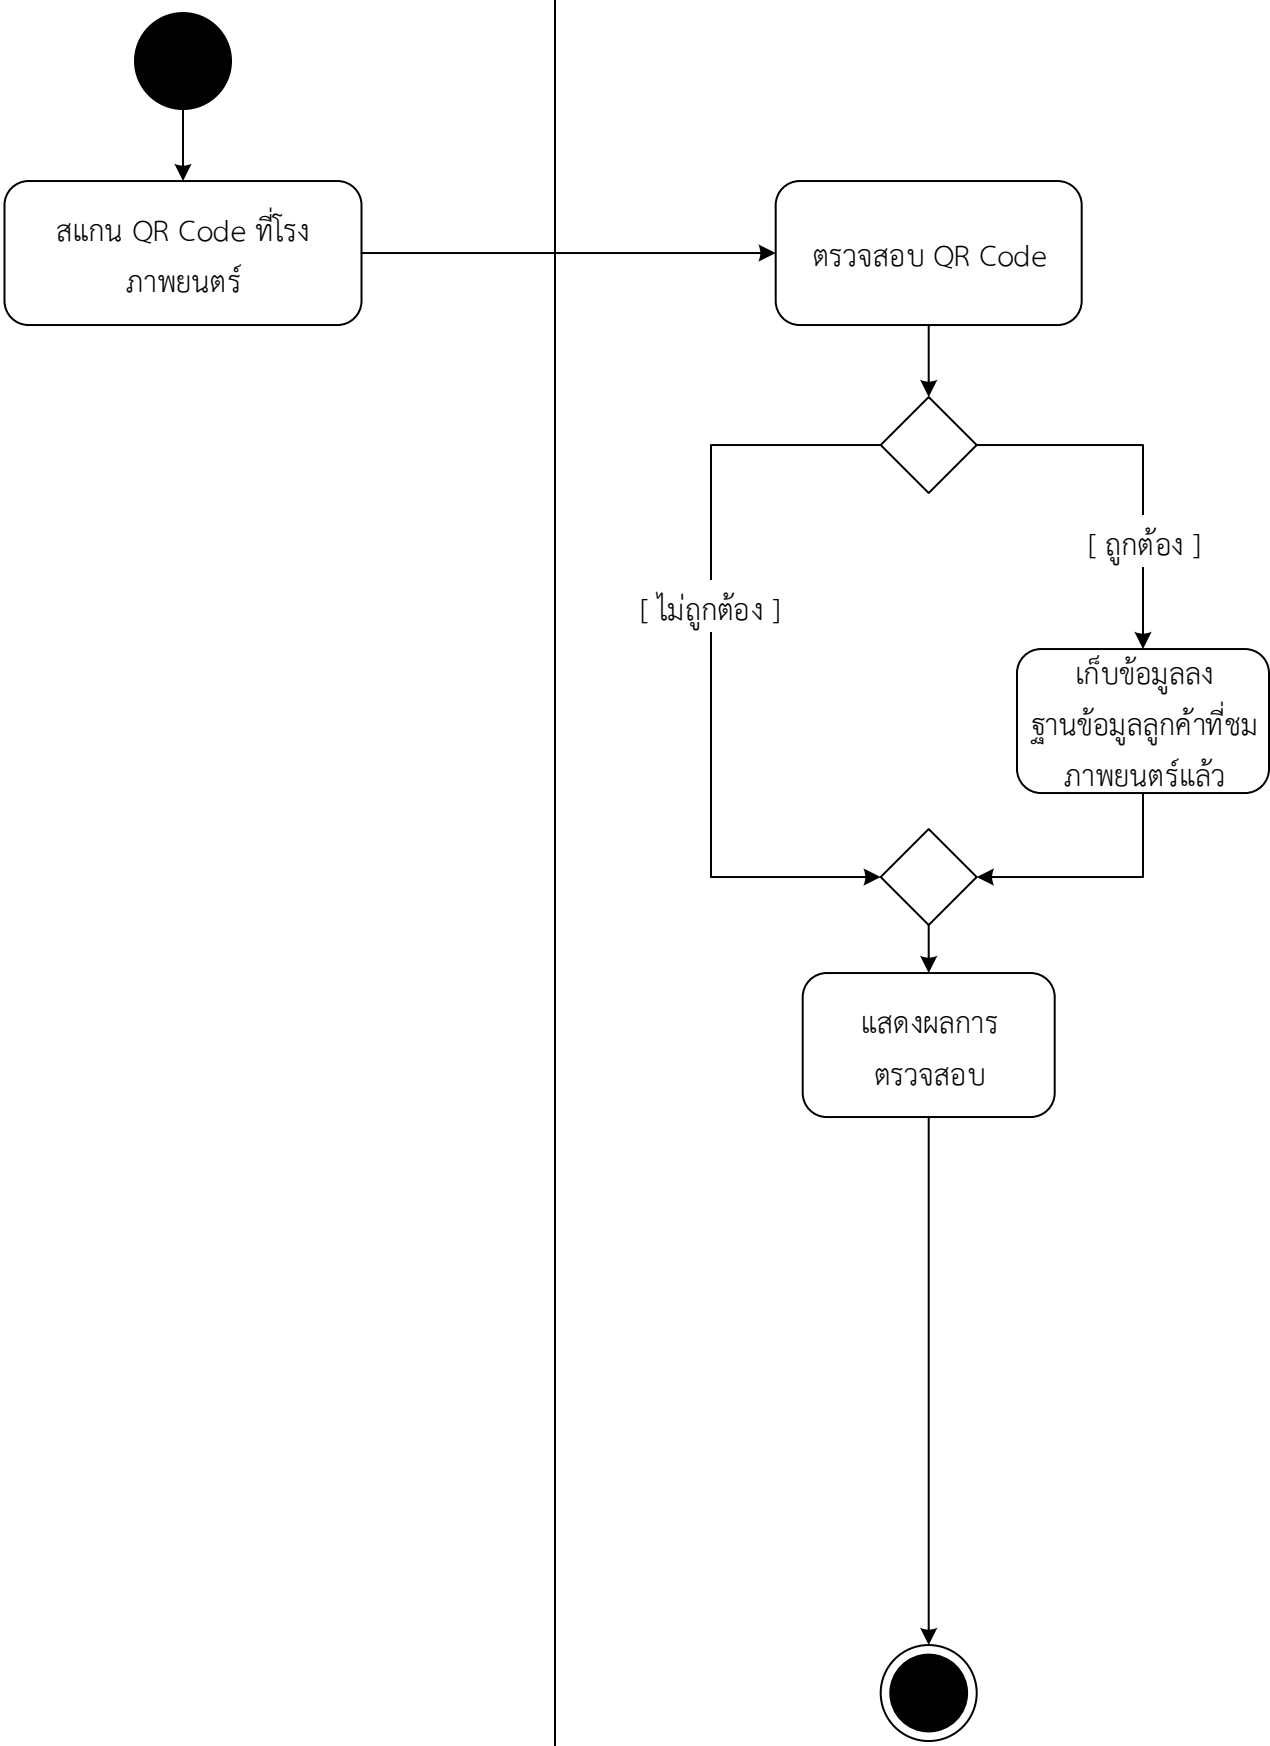 สแกน QR Code ที่โรง
ภาพยนตร์
ตรวจสอบ QR Code
[ ถูกต้อง ]
[ ไม่ถูกต้อง ]
เก็บข้อมูลลง
ฐานข้อมูลลูกค้าที่ชม
ภาพยนตร์แล้ว
แสดงผลการ
ตรวจสอบ